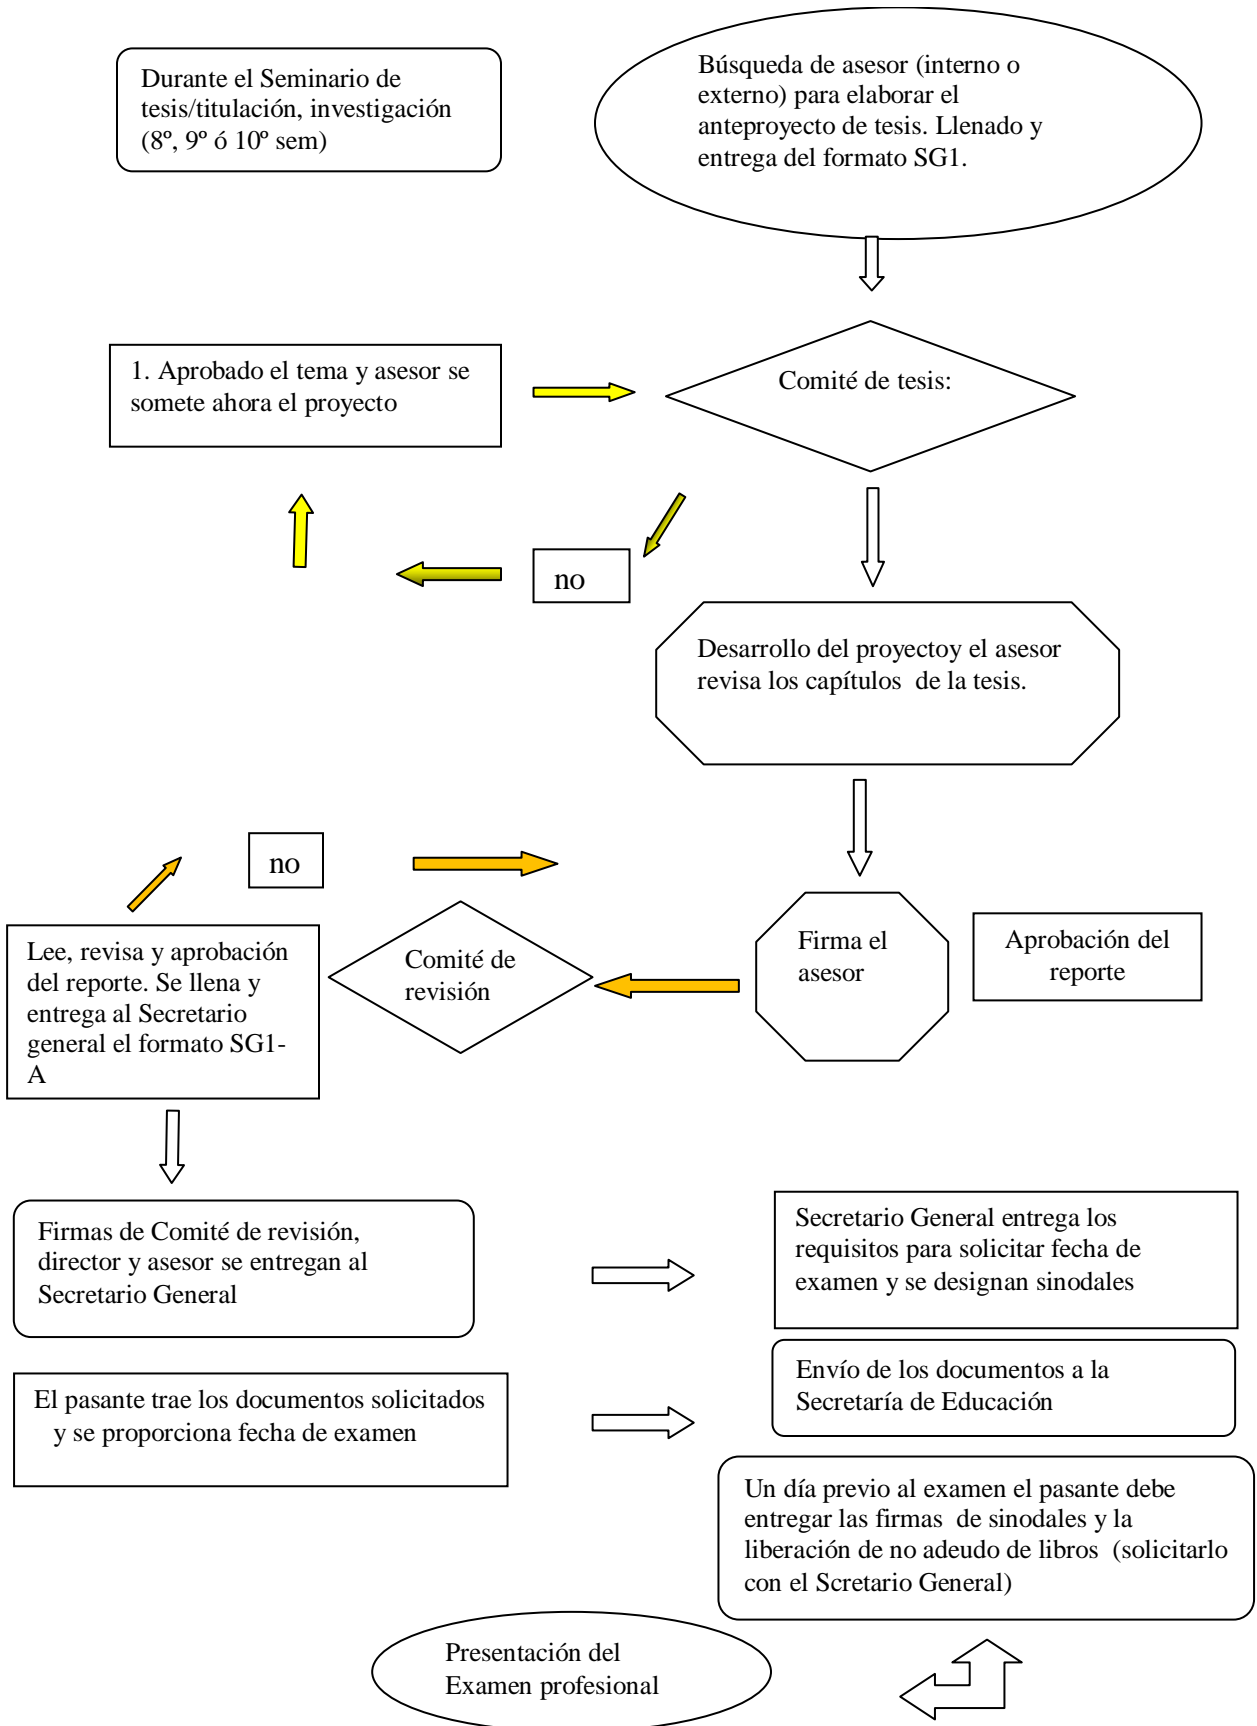 Durante el Seminario de
tesis/titulación, investigación
(8º, 9º ó 10º sem)
Búsqueda de asesor (interno o
externo) para elaborar el
anteproyecto de tesis. Llenado y
entrega del formato SG1.
1. Aprobado el tema y asesor se
somete ahora el proyecto
Comité de tesis:
no
Desarrollo del proyectoy el asesor
revisa los capítulos  de la tesis.
no
Lee, revisa y aprobación
del reporte. Se llena y
entrega al Secretario
general el formato SG1-
A
Comité de
revisión
Firma el
asesor
Aprobación del
reporte
Firmas de Comité de revisión,
director y asesor se entregan al
Secretario General
Secretario General entrega los
requisitos para solicitar fecha de
examen y se designan sinodales
El pasante trae los documentos solicitados
y se proporciona fecha de examen
Envío de los documentos a la
Secretaría de Educación
Un día previo al examen el pasante debe
entregar las firmas  de sinodales y la
liberación de no adeudo de libros  (solicitarlo
con el Scretario General)
Presentación del
Examen profesional